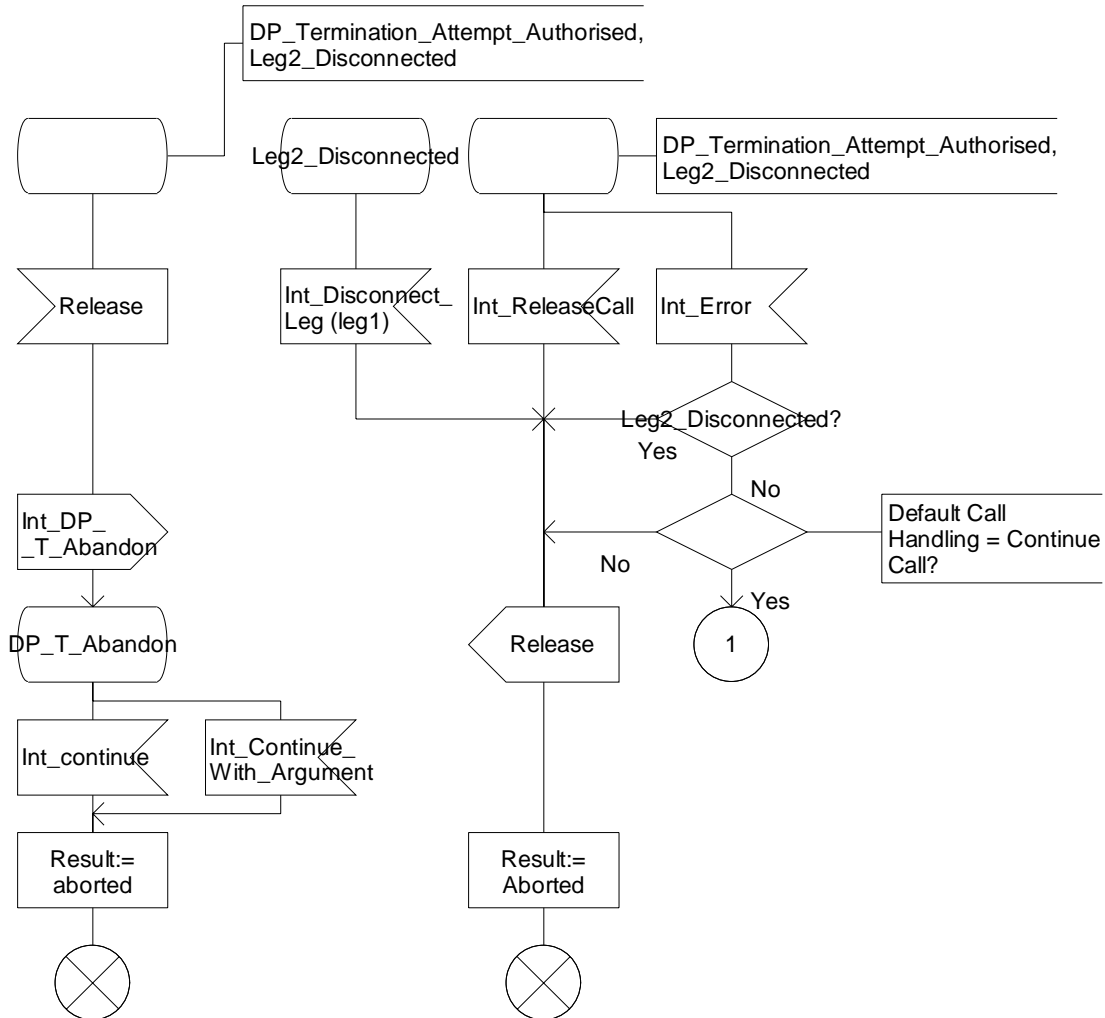 DP_Termination_Attempt_Authorised,
Leg2_Disconnected
Leg2_Disconnected
DP_Termination_Attempt_Authorised,
Leg2_Disconnected
Release
Int_Disconnect_
Leg (leg1)
Int_ReleaseCall
Int_Error
Leg2_Disconnected?
Yes
No
Int_DP_
_T_Abandon
Default Call
Handling = Continue
Call?
No
Yes
DP_T_Abandon
Release
1
Int_continue
Int_Continue_
With_Argument
Result:=
aborted
Result:=
Aborted